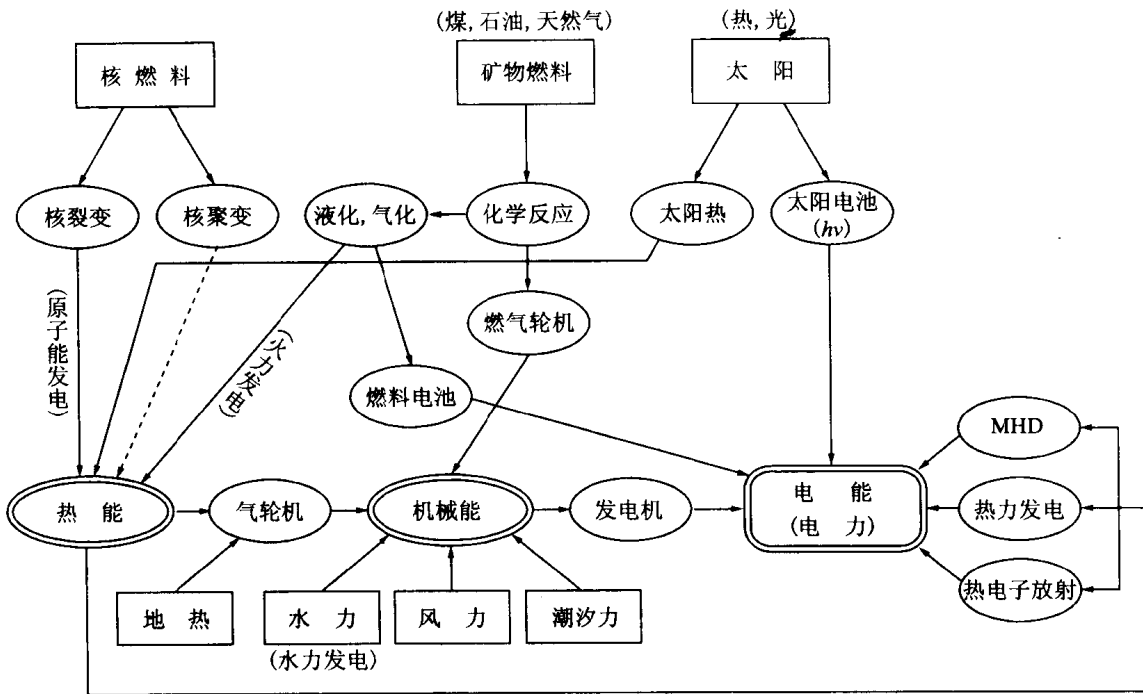 (煤,石油,天然气)
(热,光)
核燃料
矿物燃料
太阳
核裂变
核聚变
液化,气化
化学反应
太阳热
太阳电池
(hν)
(原子能发电)
(火力发电)
燃气轮机
燃料电池
MHD
热能
气轮机
机械能
发电机
电能
(电力)
热力发电
热电子放射
地热
水力
风力
潮汐力
(水力发电)